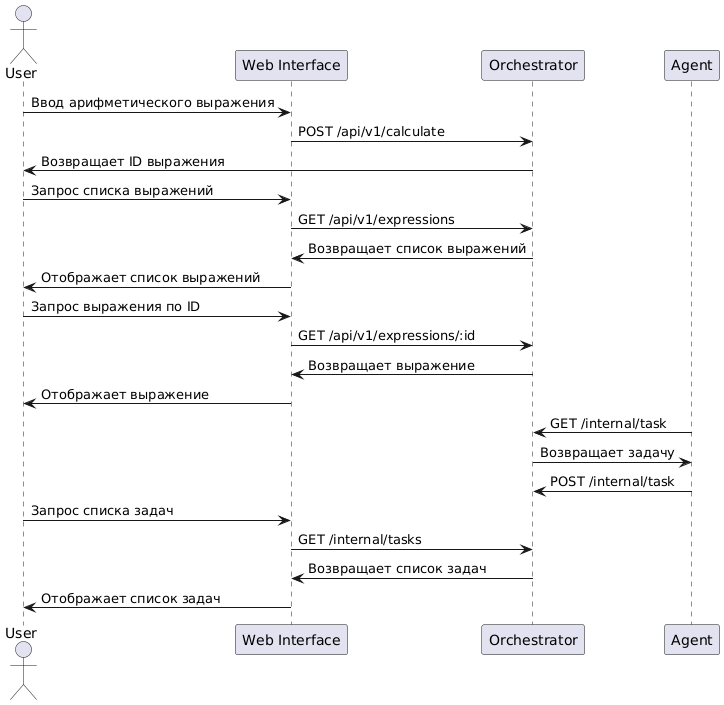 User
Web Interface
Orchestrator
Agent
Ввод арифметического выражения
POST /api/v1/calculate
Возвращает ID выражения
Запрос списка выражений
GET /api/v1/expressions
Возвращает список выражений
Отображает список выражений
Запрос выражения по ID
GET /api/v1/expressions/:id
Возвращает выражение
Отображает выражение
GET /internal/task
Возвращает задачу
POST /internal/task
Запрос списка задач
GET /internal/tasks
Возвращает список задач
Отображает список задач
User
Web Interface
Orchestrator
Agent